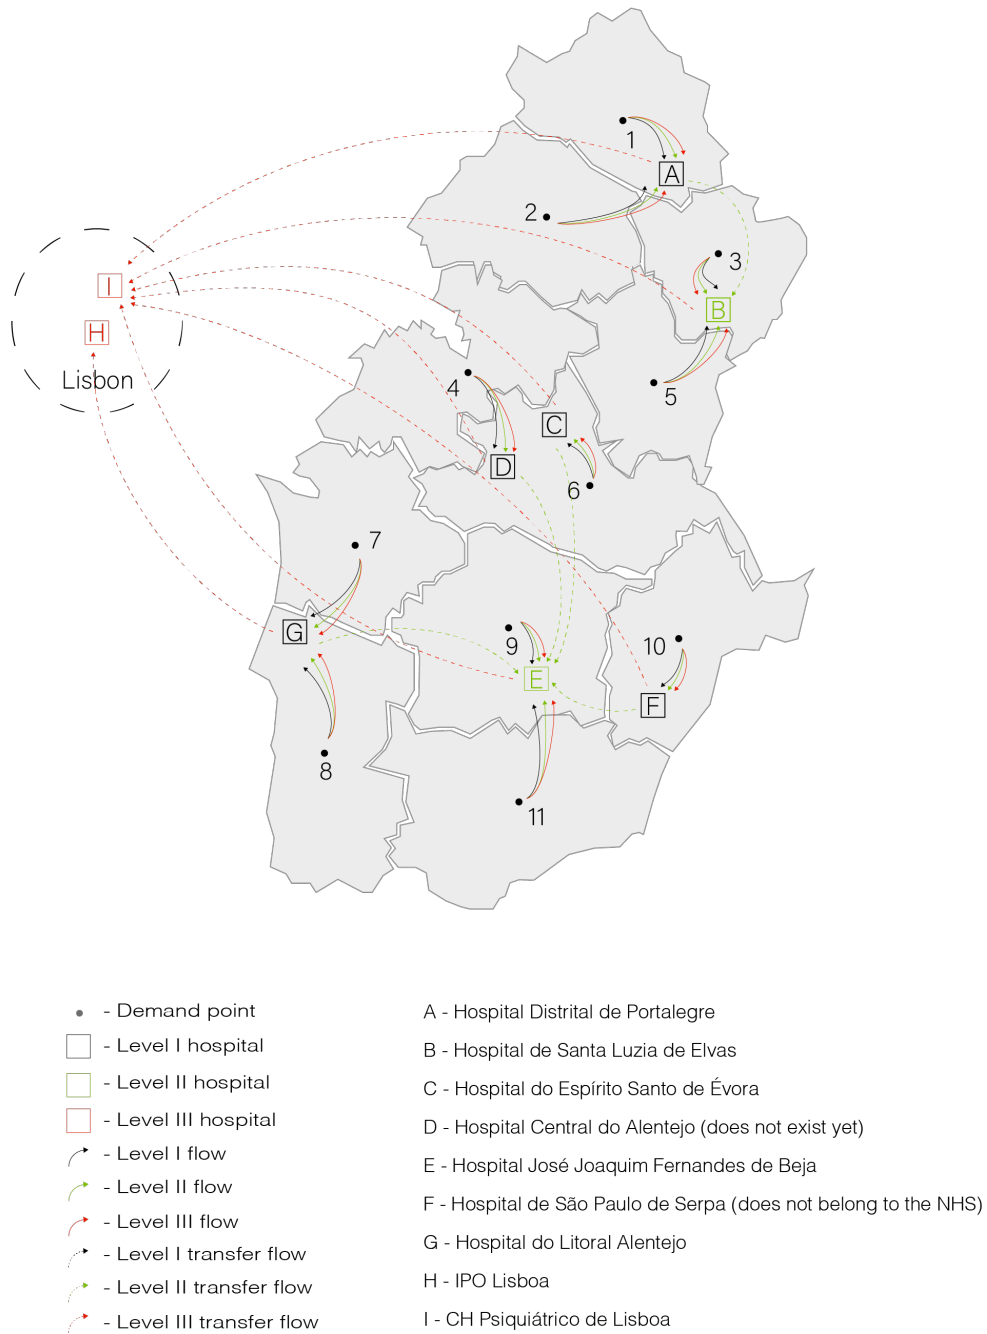 1
A
2
3
I
B
H
Lisbon
4
5
C
D
6
7
G
9
10
E
F
8
11
- Demand point
- Level I hospital
- Level II hospital
- Level III hospital
- Level I flow
- Level II flow
- Level III flow
- Level I transfer flow
- Level II transfer flow
- Level III transfer flow
A - Hospital Distrital de Portalegre
B - Hospital de Santa Luzia de Elvas
C - Hospital do Espírito Santo de Évora
D - Hospital Central do Alentejo (does not exist yet)
E - Hospital José Joaquim Fernandes de Beja
F - Hospital de São Paulo de Serpa (does not belong to the NHS)
G - Hospital do Litoral Alentejo
H - IPO Lisboa
I - CH Psiquiátrico de Lisboa